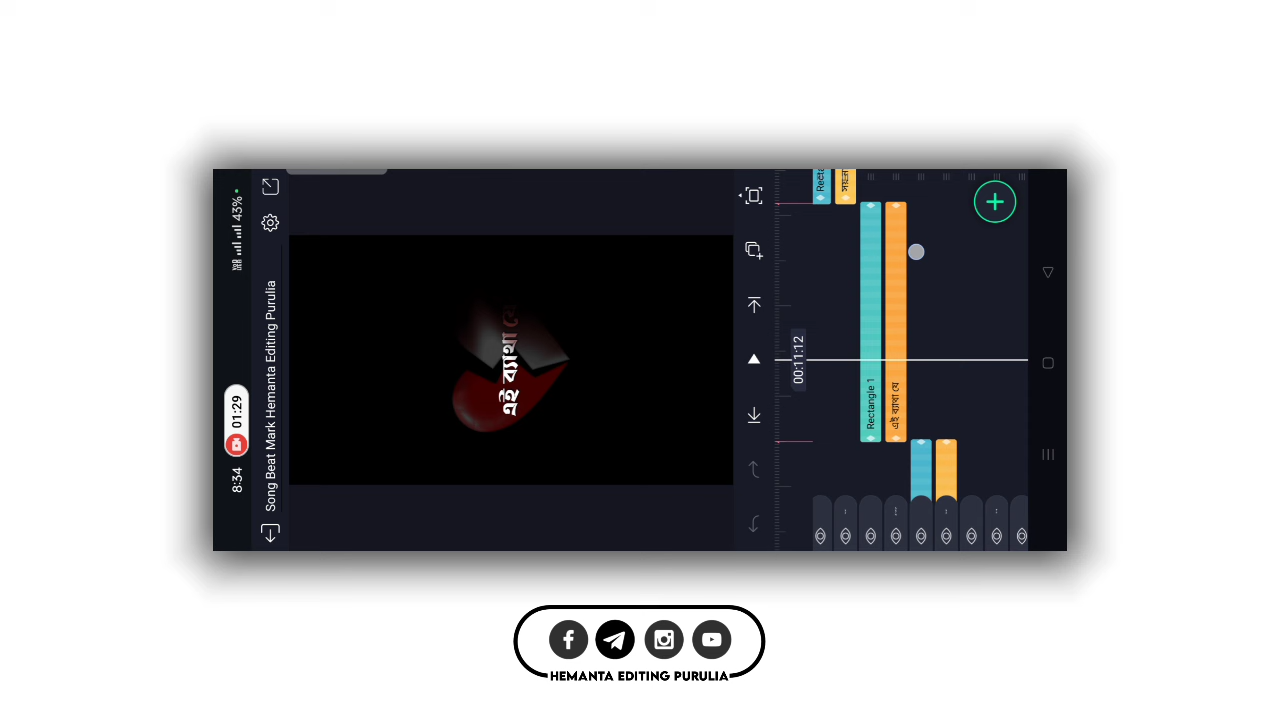 8:34
01:29
43%
Song Beat Mark Hemanta Editing Purulia
এই ব্যাথা যে
00:11:12
Rectangle 1
এই ব্যাথা যে
HEMANTA EDITING PURULIA